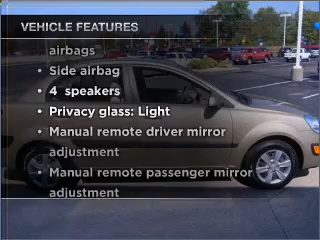 VEHICLE FEATURES
airbags
• Side airbag
• 4 speakers
• Privacy glass: Light
• Manual remote driver mirror
adjustment
• Manual remote passenger mirror
adjustment